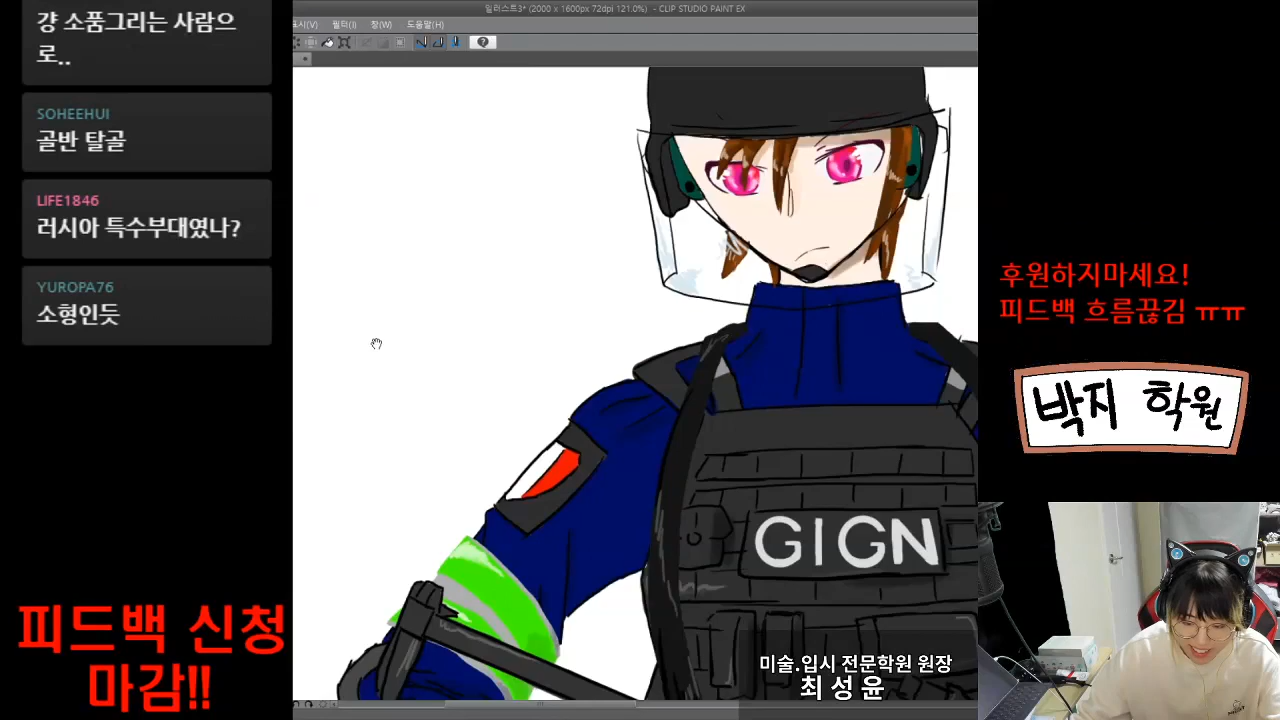 걍 소품그리는 사람으
로..
SOHEEHUI
골반 탈골
LIFE1846
러시아 특수부대였나?
YUROPA76
소형인듯
피드백 신청
마감!!
일러스트3* (2000 x 1600px 72dpi 121.0%) - CLIP STUDIO PAINT EX
표시(V) 필터(I) 창(W) 도움말(H)
GIGN
미술.입시 전문학원 원장
최성윤
후원하지마세요!
피드백 흐름끊김 ㅠㅠ
박지 학원